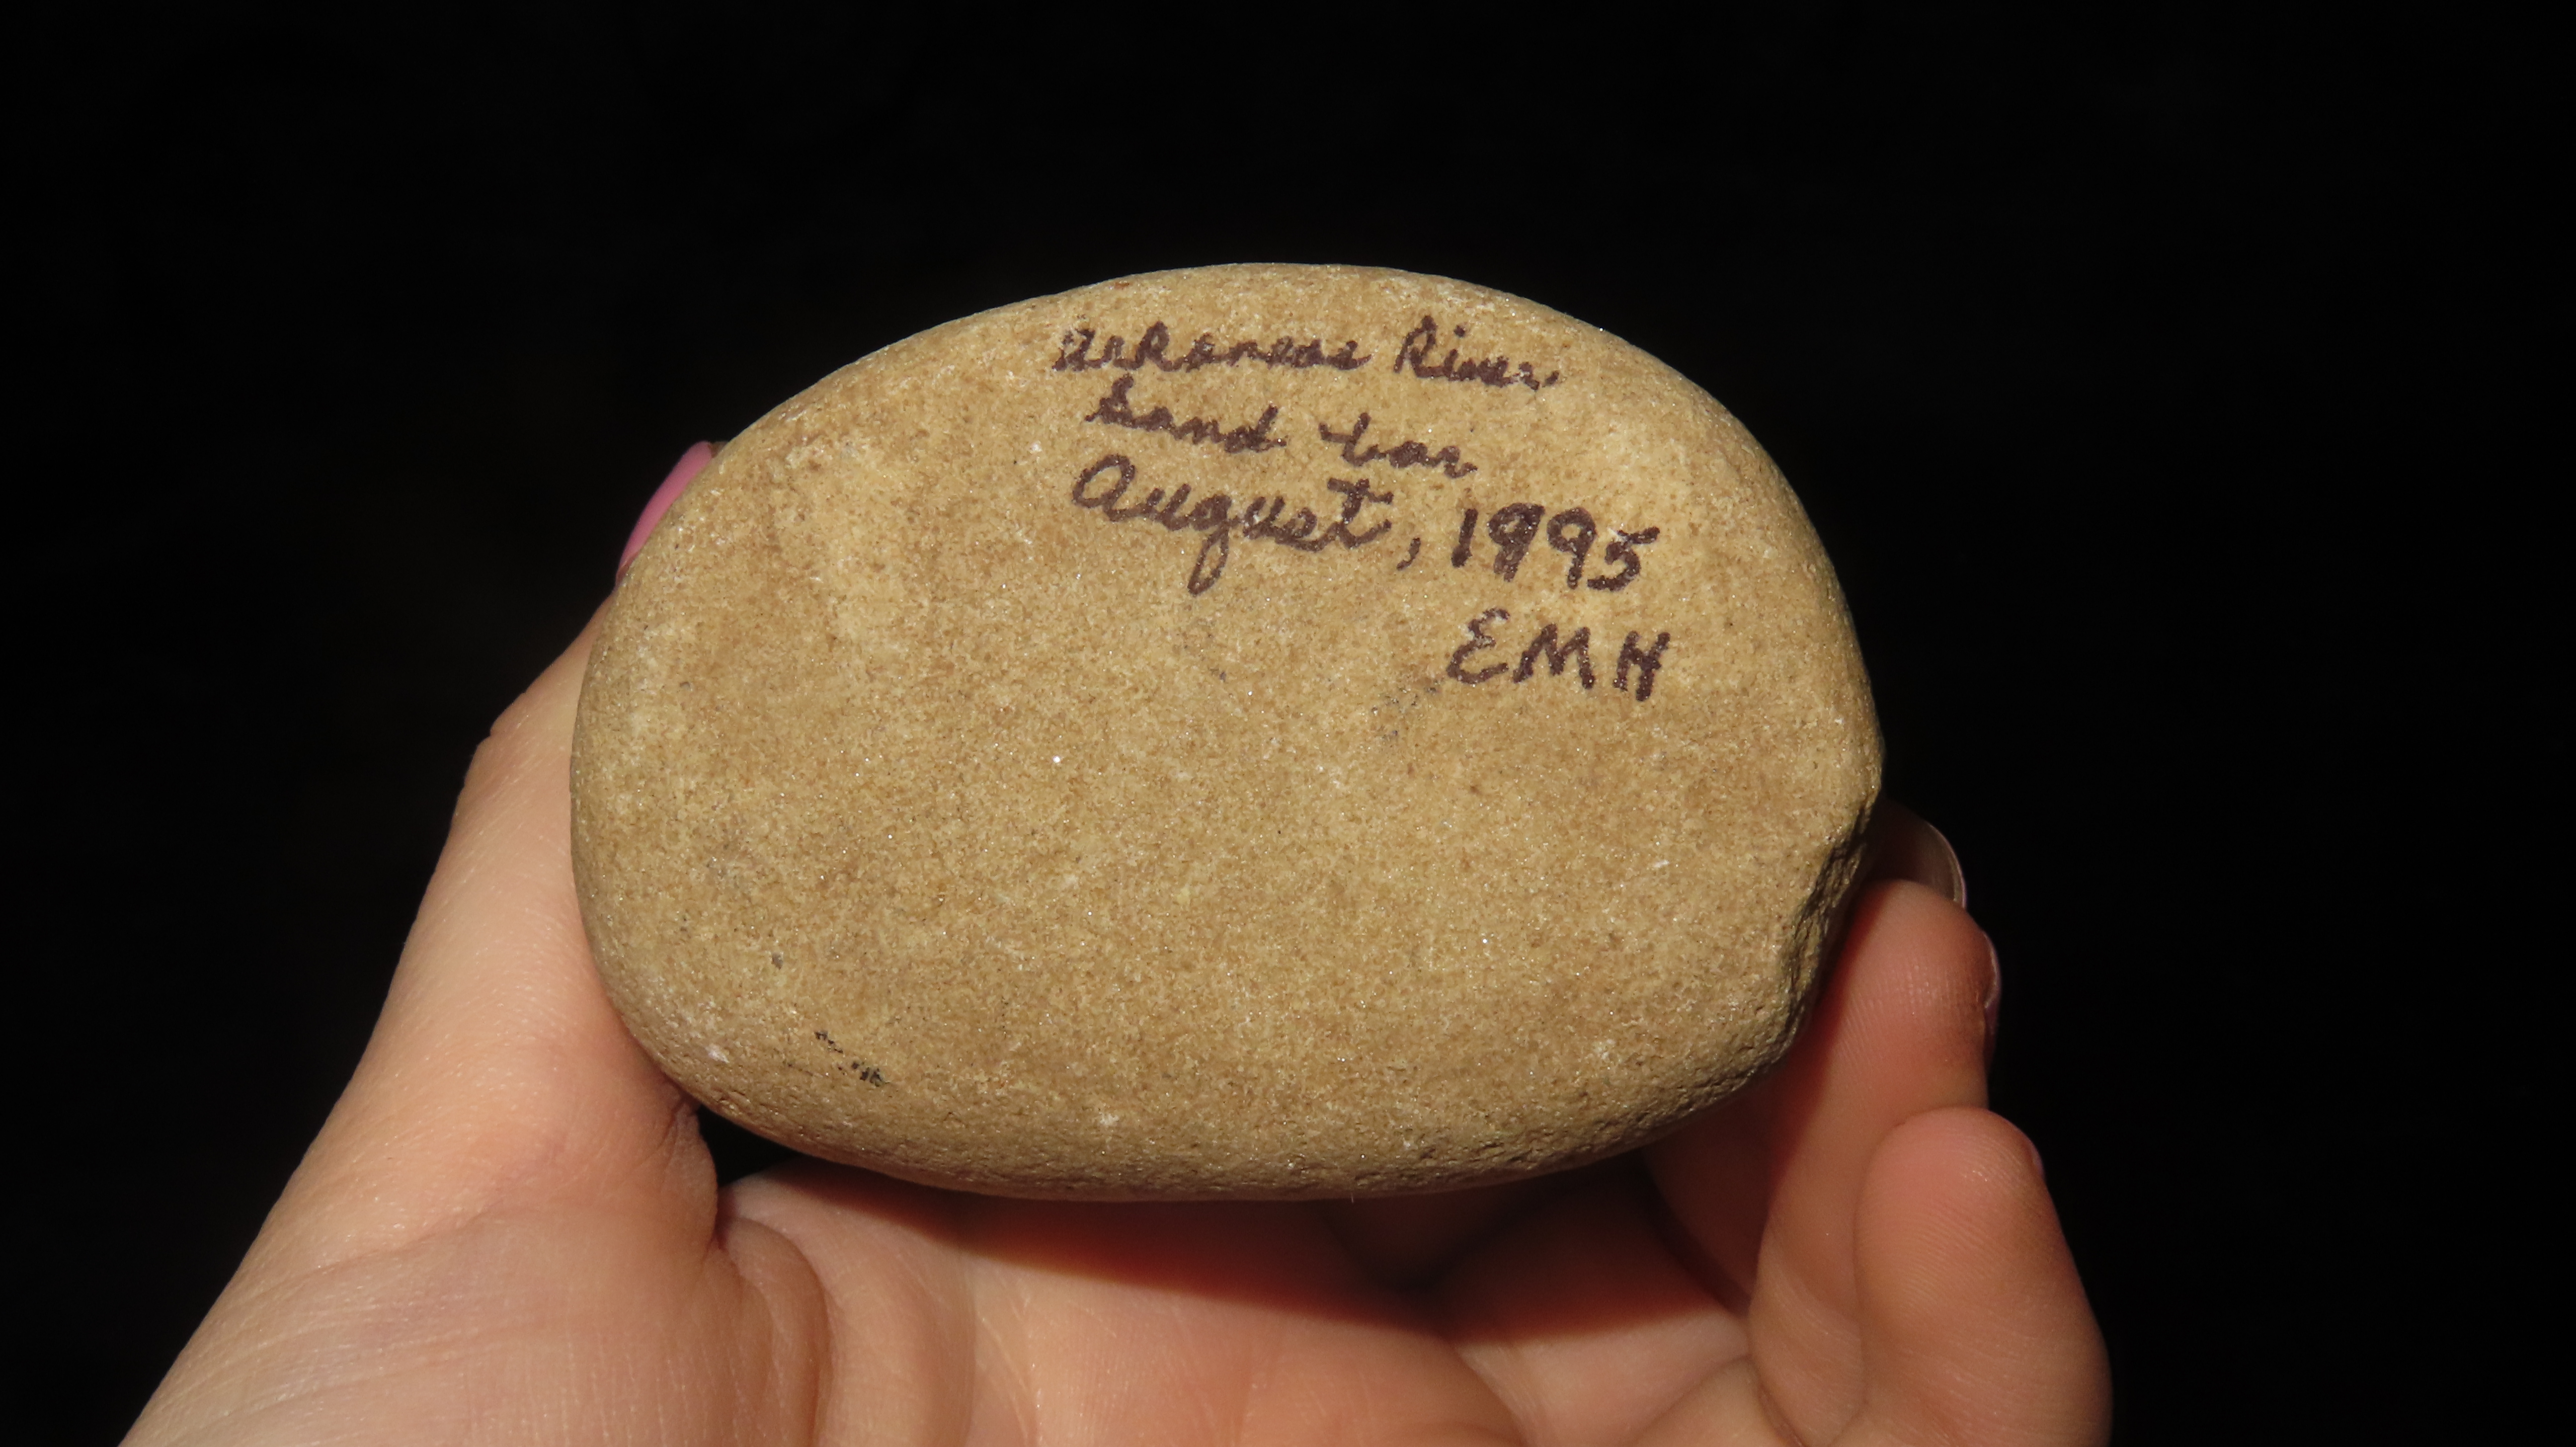 Arkansas River,
Sand bar
August, 1995
EMH